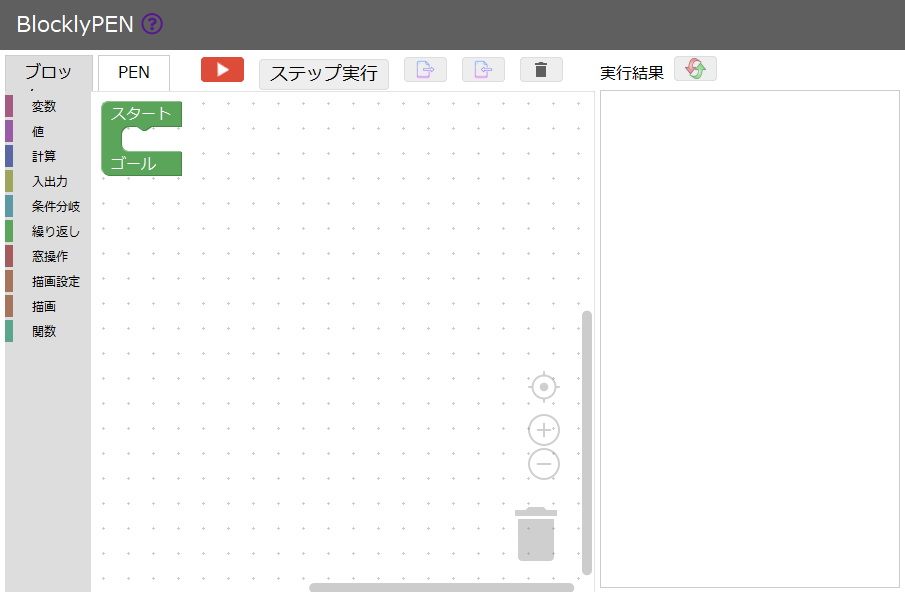 BlocklyPEN ?
ブロッ
PEN
ステップ実行
実行結果
変数
値
計算
入出力
条件分岐
繰り返し
窓操作
描画設定
描画
関数
スタート
ゴール